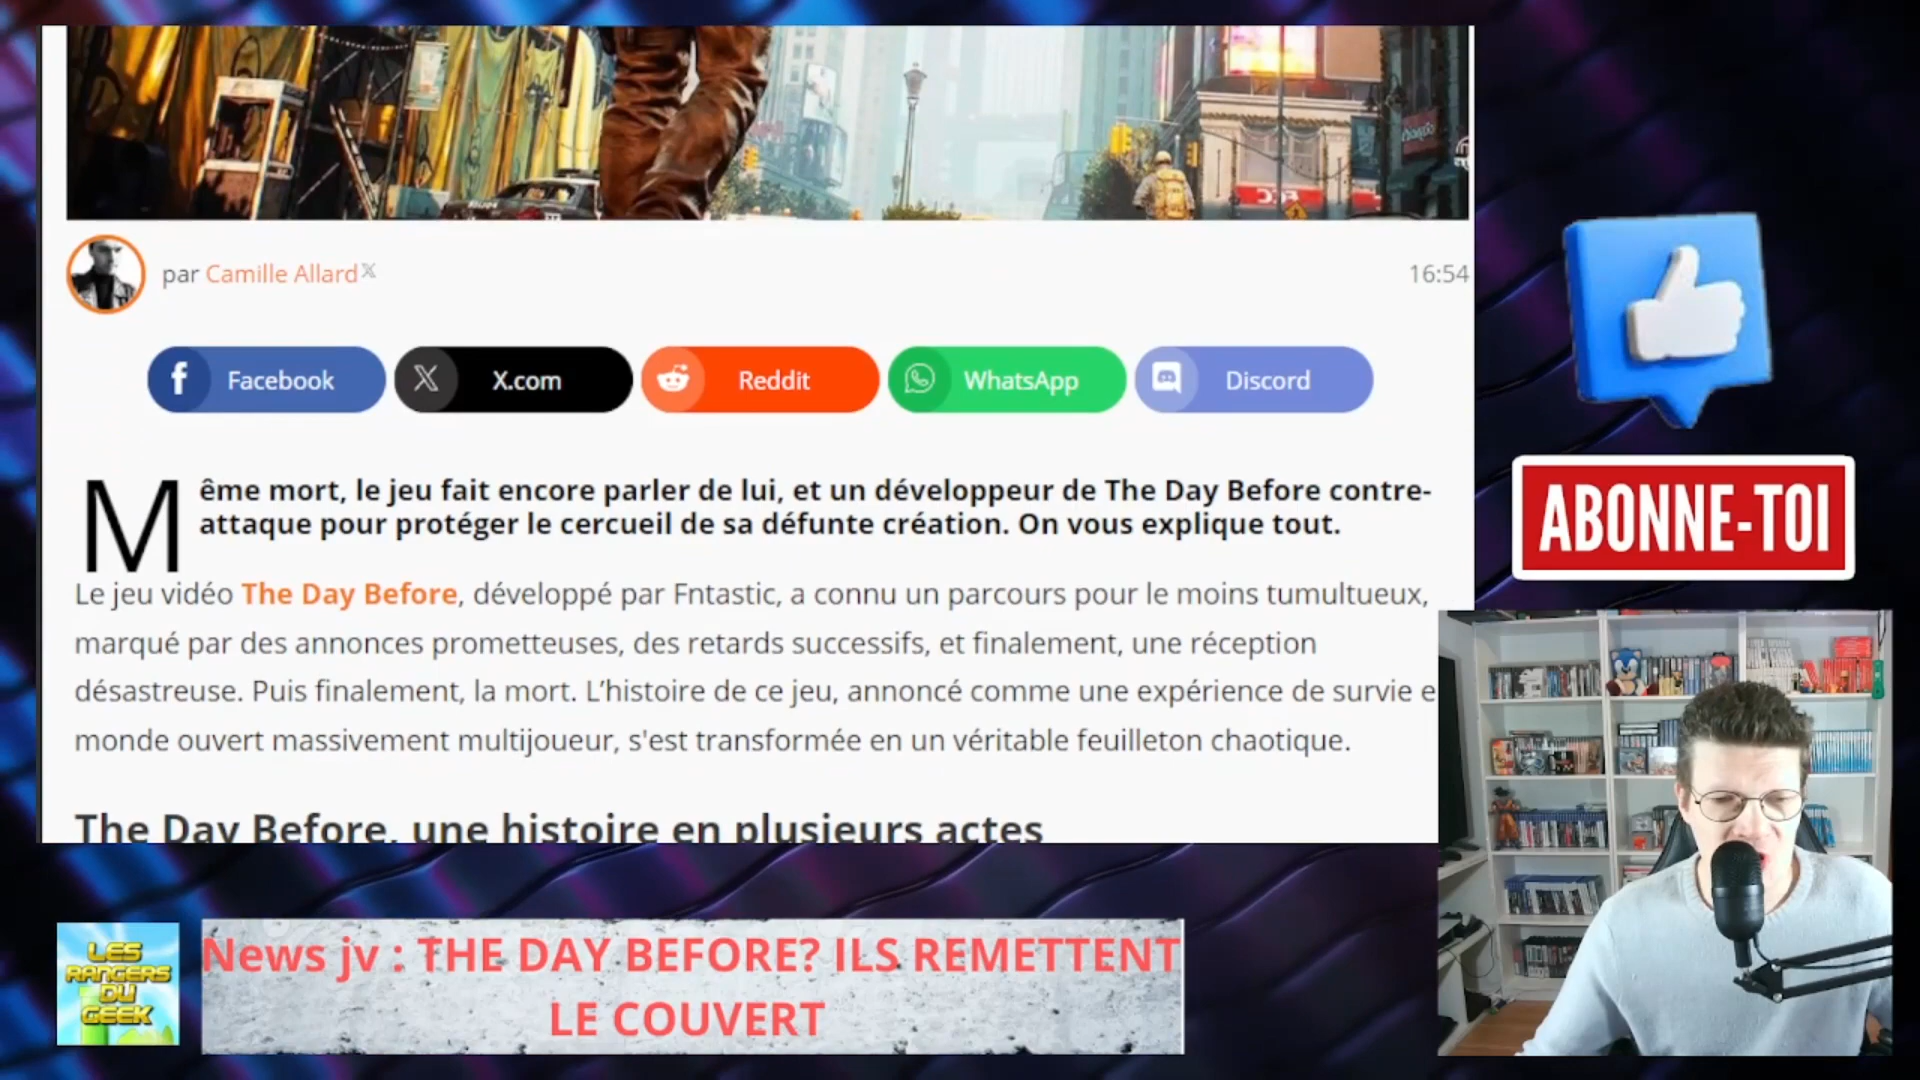 par Camille Allard X
16:54
Facebook
X.com
Reddit
WhatsApp
Discord
Même mort, le jeu fait encore parler de lui, et un développeur de The Day Before contre-
attaque pour protéger le cercueil de sa défunte création. On vous explique tout.
Le jeu vidéo The Day Before, développé par Fntastic, a connu un parcours pour le moins tumultueux,
marqué par des annonces prometteuses, des retards successifs, et finalement, une réception
désastreuse. Puis finalement, la mort. L’histoire de ce jeu, annoncé comme une expérience de survie e
monde ouvert massivement multijoueur, s'est transformée en un véritable feuilleton chaotique.
The Day Before, une histoire en plusieurs actes
ABONNE-TOI
LES
RANGERS
DU
GEEK
News jv : THE DAY BEFORE? ILS REMETTENT
LE COUVERT